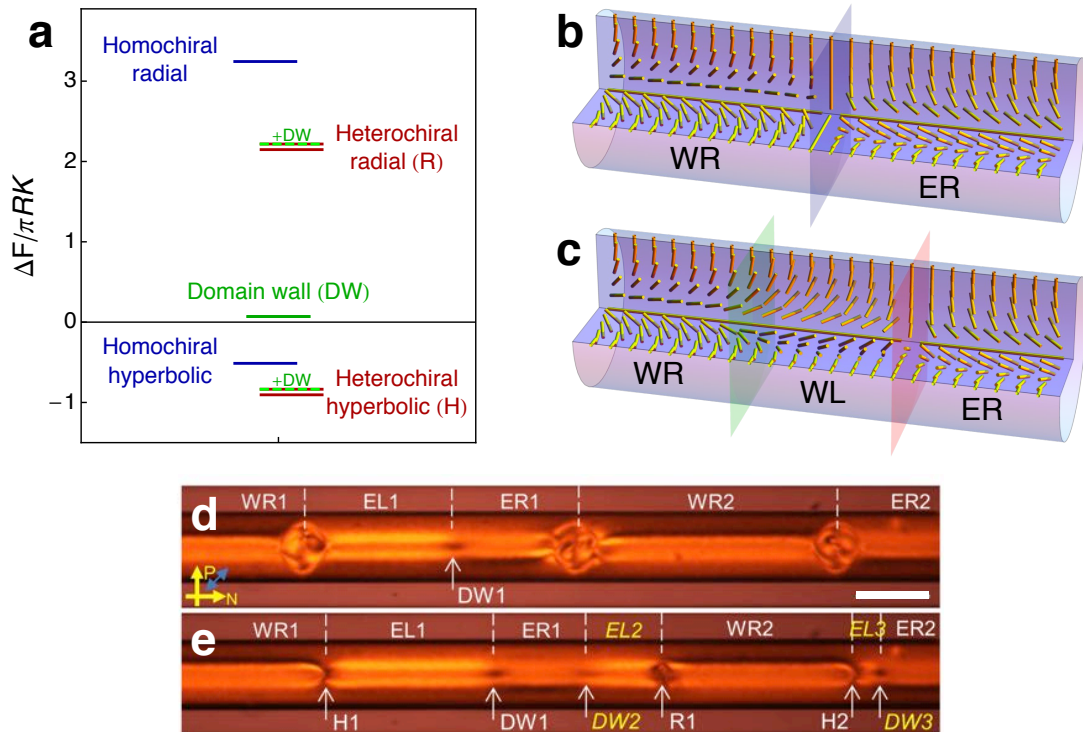 a
Homochiral
radial
+DW
Heterochiral
radial (R)
Domain wall (DW)
Homochiral
hyperbolic
+DW
Heterochiral
hyperbolic (H)
3
2
1
0
−1
ΔF/πRK
b
WR
ER
c
WR
WL
ER
d
WR1
EL1
ER1
WR2
ER2
P
N
DW1
e
WR1
EL1
ER1
EL2
WR2
EL3
ER2
H1
DW1
DW2
R1
H2
DW3